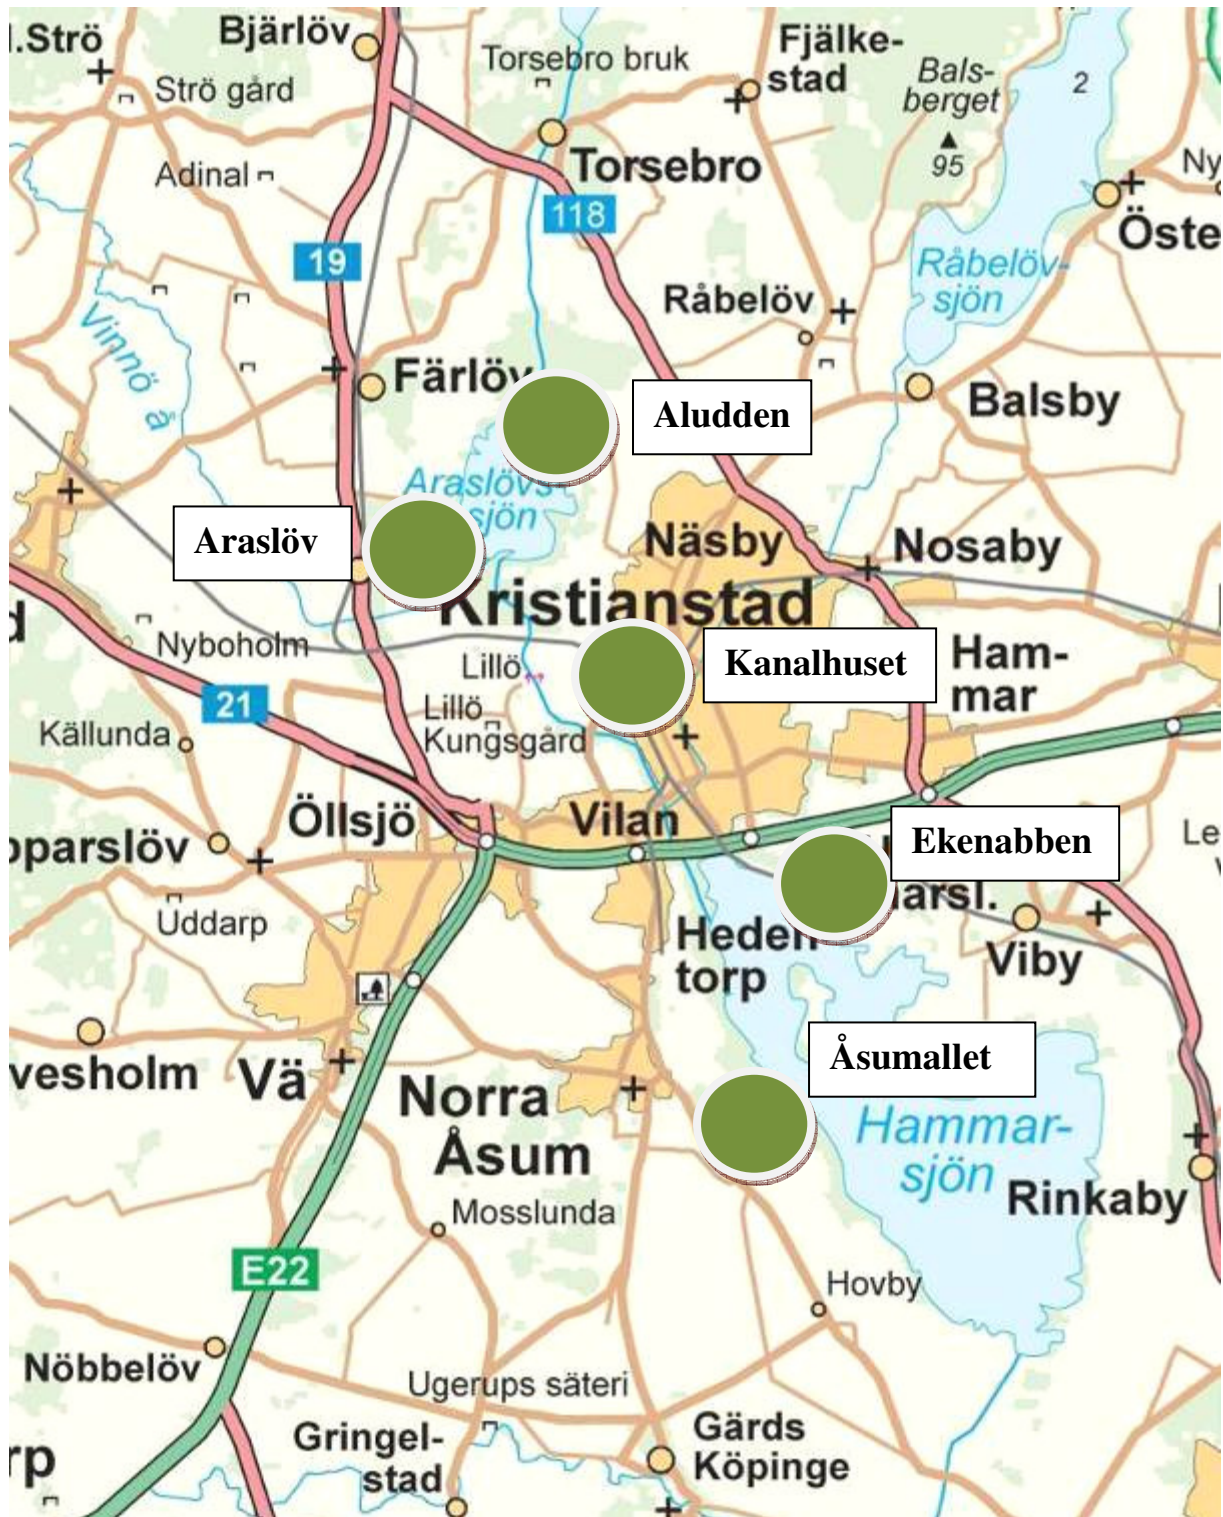 Bjärlöv
.Strö
Strö gård
Torsebro bruk
Fjälke-
stad
Bals-
berget
95
2
Adinal
Torsebro
118
19
Ny
Öste
Råbelöv-
sjön
Råbelöv
Vinnö å
Färlöv
Balsby
Aludden
Araslövs-
sjön
Araslöv
Näsby
Nosaby
Kristianstad
d
Nyboholm
Lillö
Kanalhuset
Ham-
mar
21
Källunda
Lillö
Kungsgård
Öllsjö
Vilan
parslöv
Ekenabben
Le
Uddarp
arsl.
Heden
torp
Viby
vesholm
Vä
Norra
Åsum
Åsumallet
Hammar-
sjön
Rinkaby
Mosslunda
E22
Hovby
Nöbbelöv
Ugerups säteri
Gringel-
stad
Gärds
Köpinge
rp